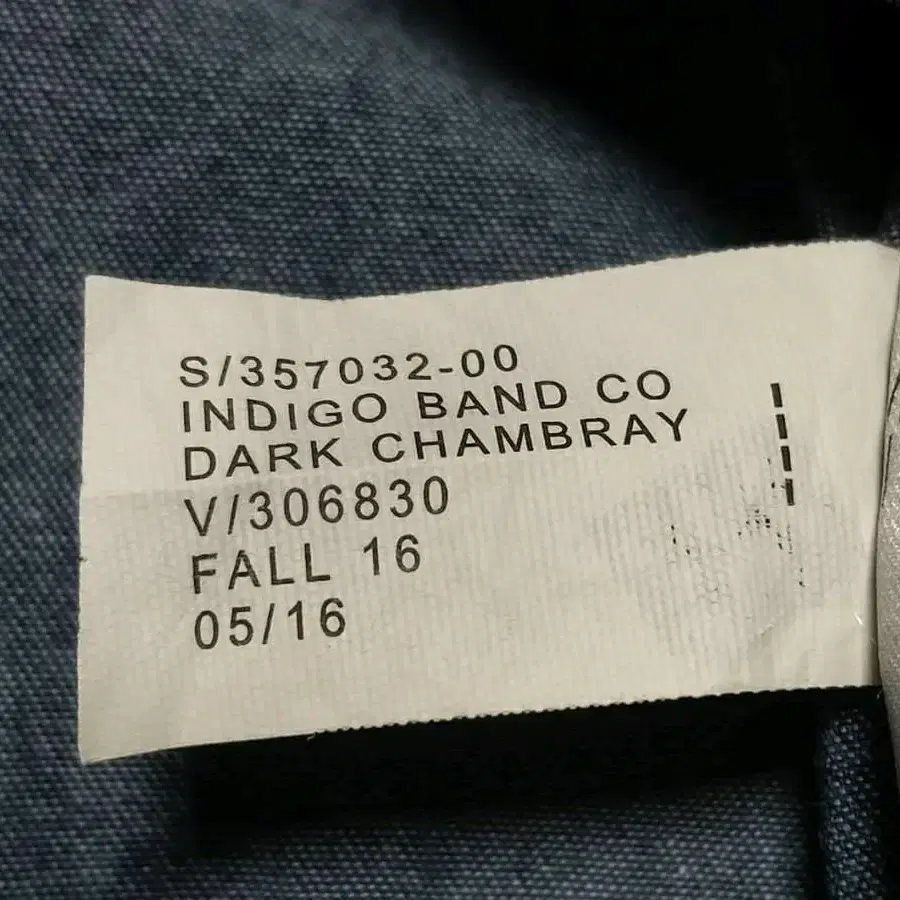 S/357032-00
INDIGO BAND CO
DARK CHAMBRAY
V/306830
FALL 16
05/16